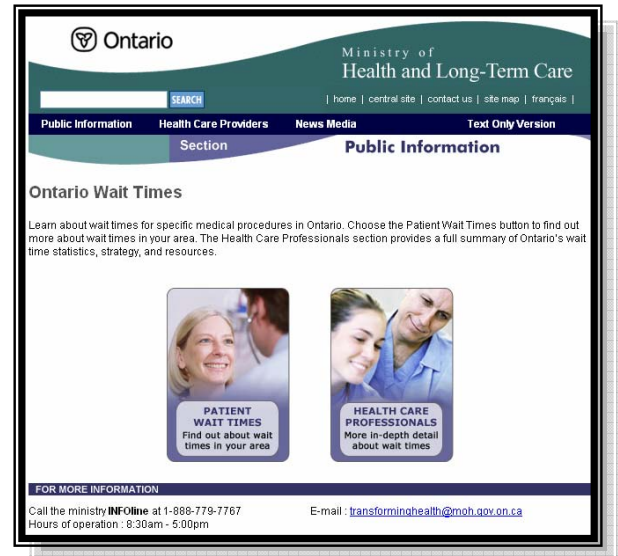 Ontario
Ministry of
Health and Long-Term Care
SEARCH
| home | central site | contact us | site map | français |
Public Information Health Care Providers News Media Text Only Version
Section Public Information
Ontario Wait Times
Learn about wait times for specific medical procedures in Ontario. Choose the Patient Wait Times button to find out
more about wait times in your area. The Health Care Professionals section provides a full summary of Ontario's wait
time statistics, strategy, and resources.
PATIENT
WAIT TIMES
Find out about wait
times in your area
HEALTH CARE
PROFESSIONALS
More in-depth detail
about wait times
FOR MORE INFORMATION
Call the ministry INFOline at 1-888-779-7767 E-mail : transforminghealth@moh.gov.on.ca
Hours of operation : 8:30am - 5:00pm